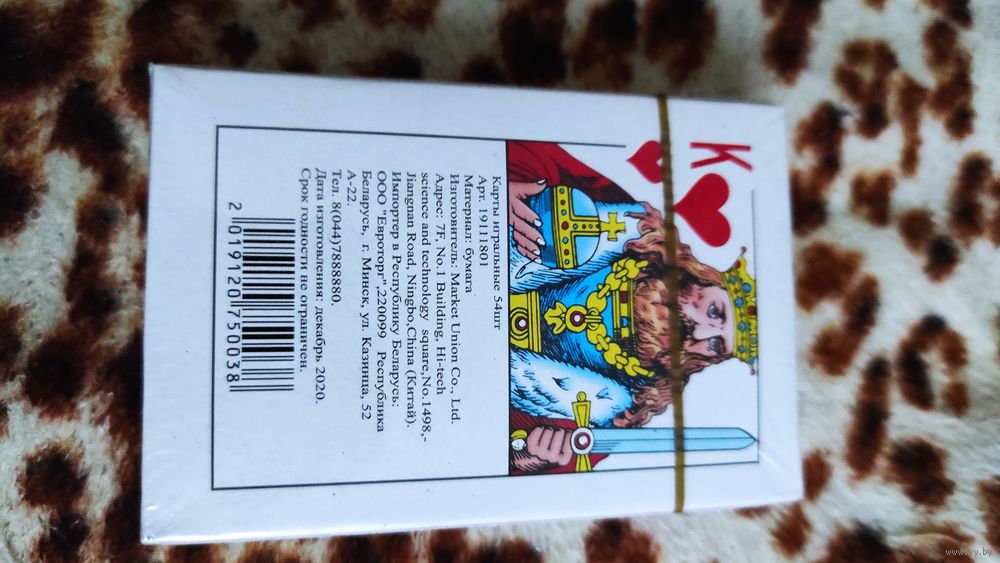 K
Карты игральные 54шт
Арт. 19111801
Материал: бумага
Изготовитель: Market Union Co., Ltd.
Адрес: 7F, No.1 Building, Hi-tech
science and technology square,No.1498,-
Jiangnan Road, Ningbo,China (Китай).
Импортер в Республику Беларусь:
ООО "Евроторг",220099 Республика
Беларусь, г. Минск, ул. Казинца, 52
А-22.
Тел. 8(044)7888880.
Дата изготовления: декабрь 2020.
Срок годности не ограничен.
2 019120 750038